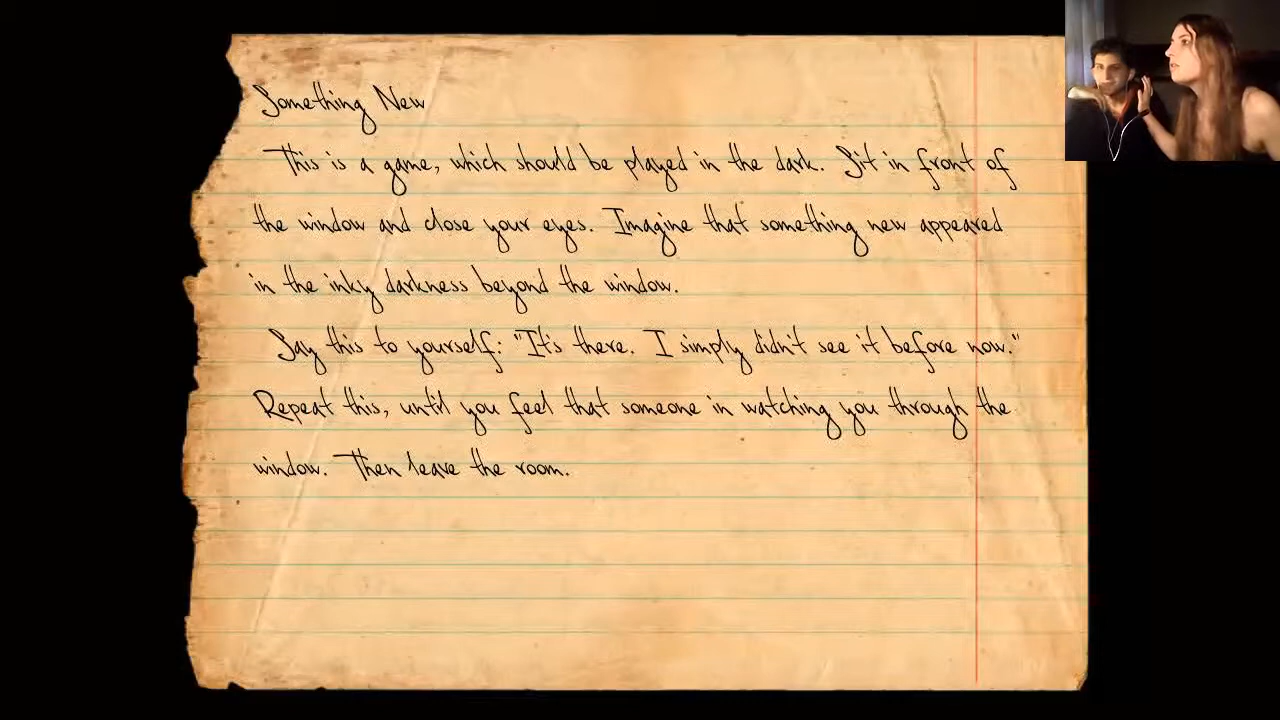 Something New
This is a game, which should be played in the dark. Sit in front of
the window and close your eyes. Imagine that something new appeared
in the inky darkness beyond the window.
Say this to yourself: "It's there. I simply didn't see it before now."
Repeat this, until you feel that someone in watching you through the
window. Then leave the room.